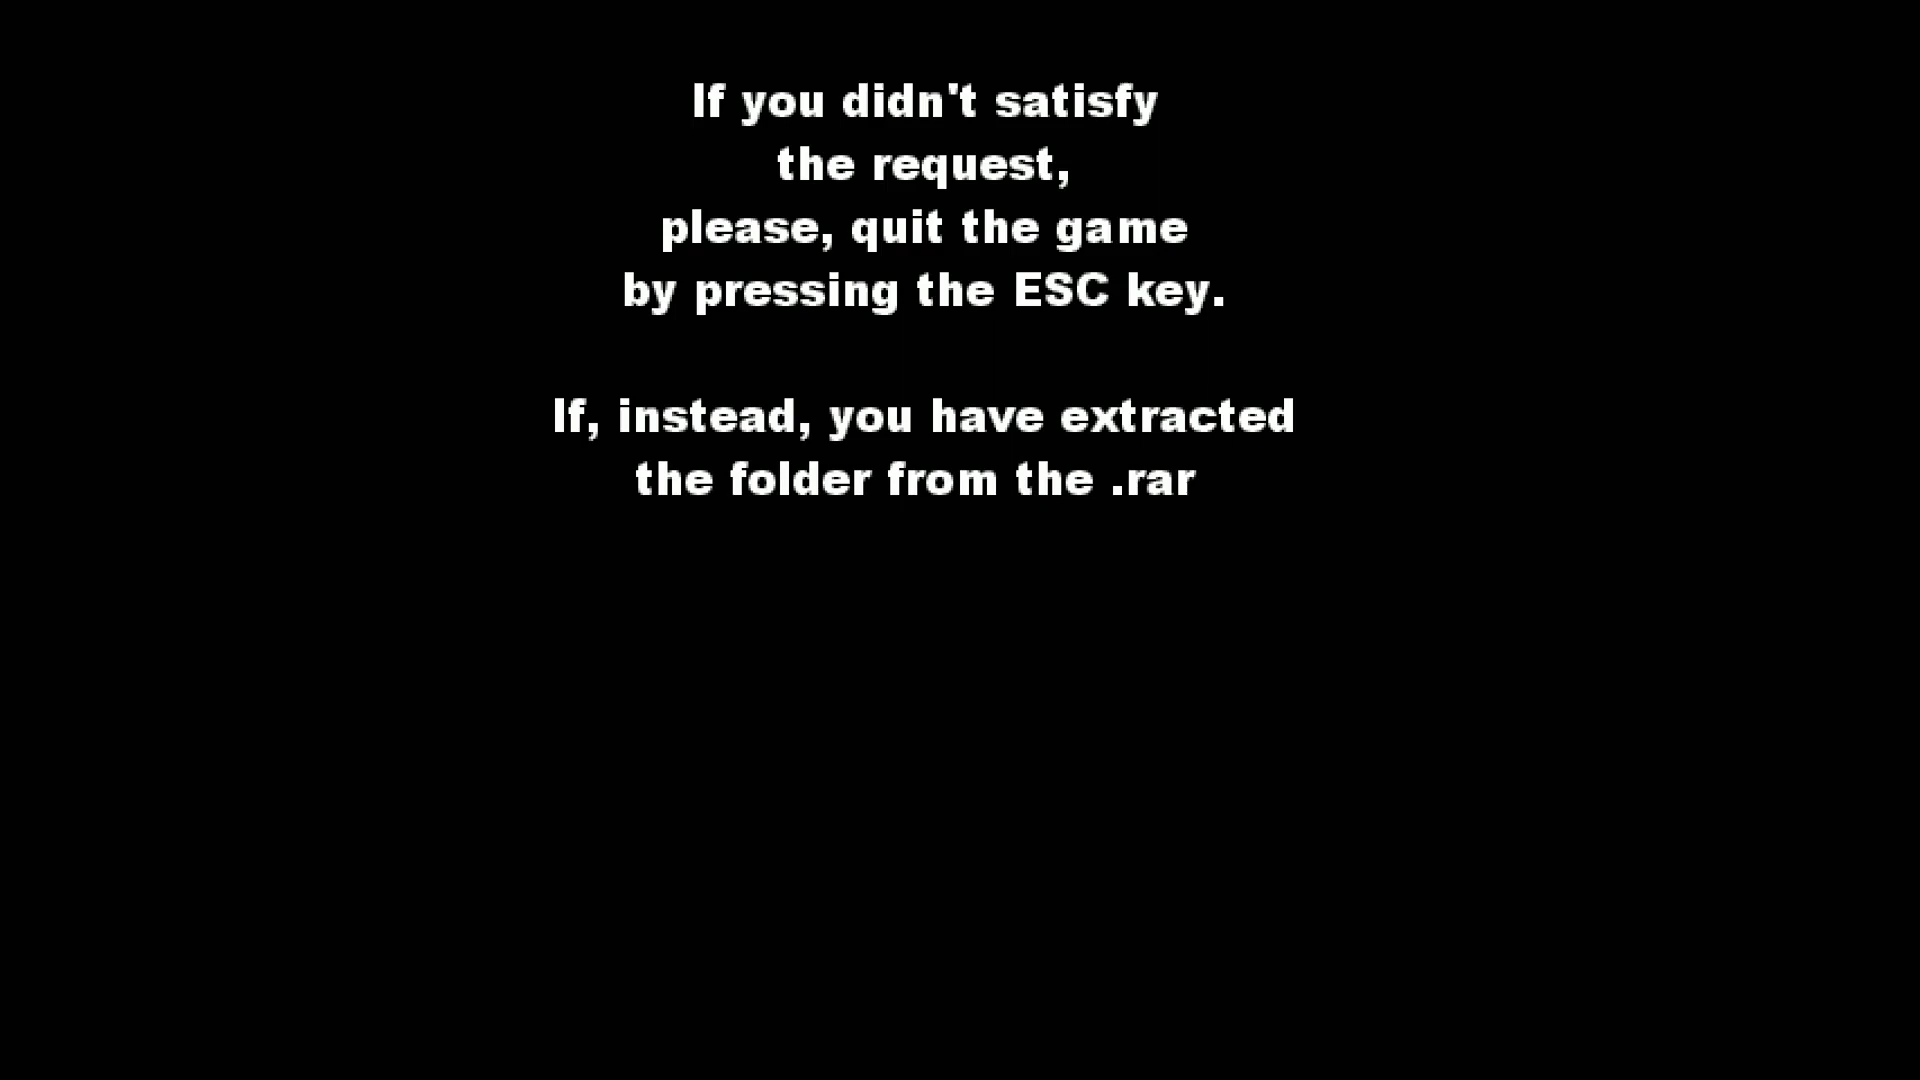 If you didn't satisfy
the request,
please, quit the game
by pressing the ESC key.
If, instead, you have extracted
the folder from the .rar